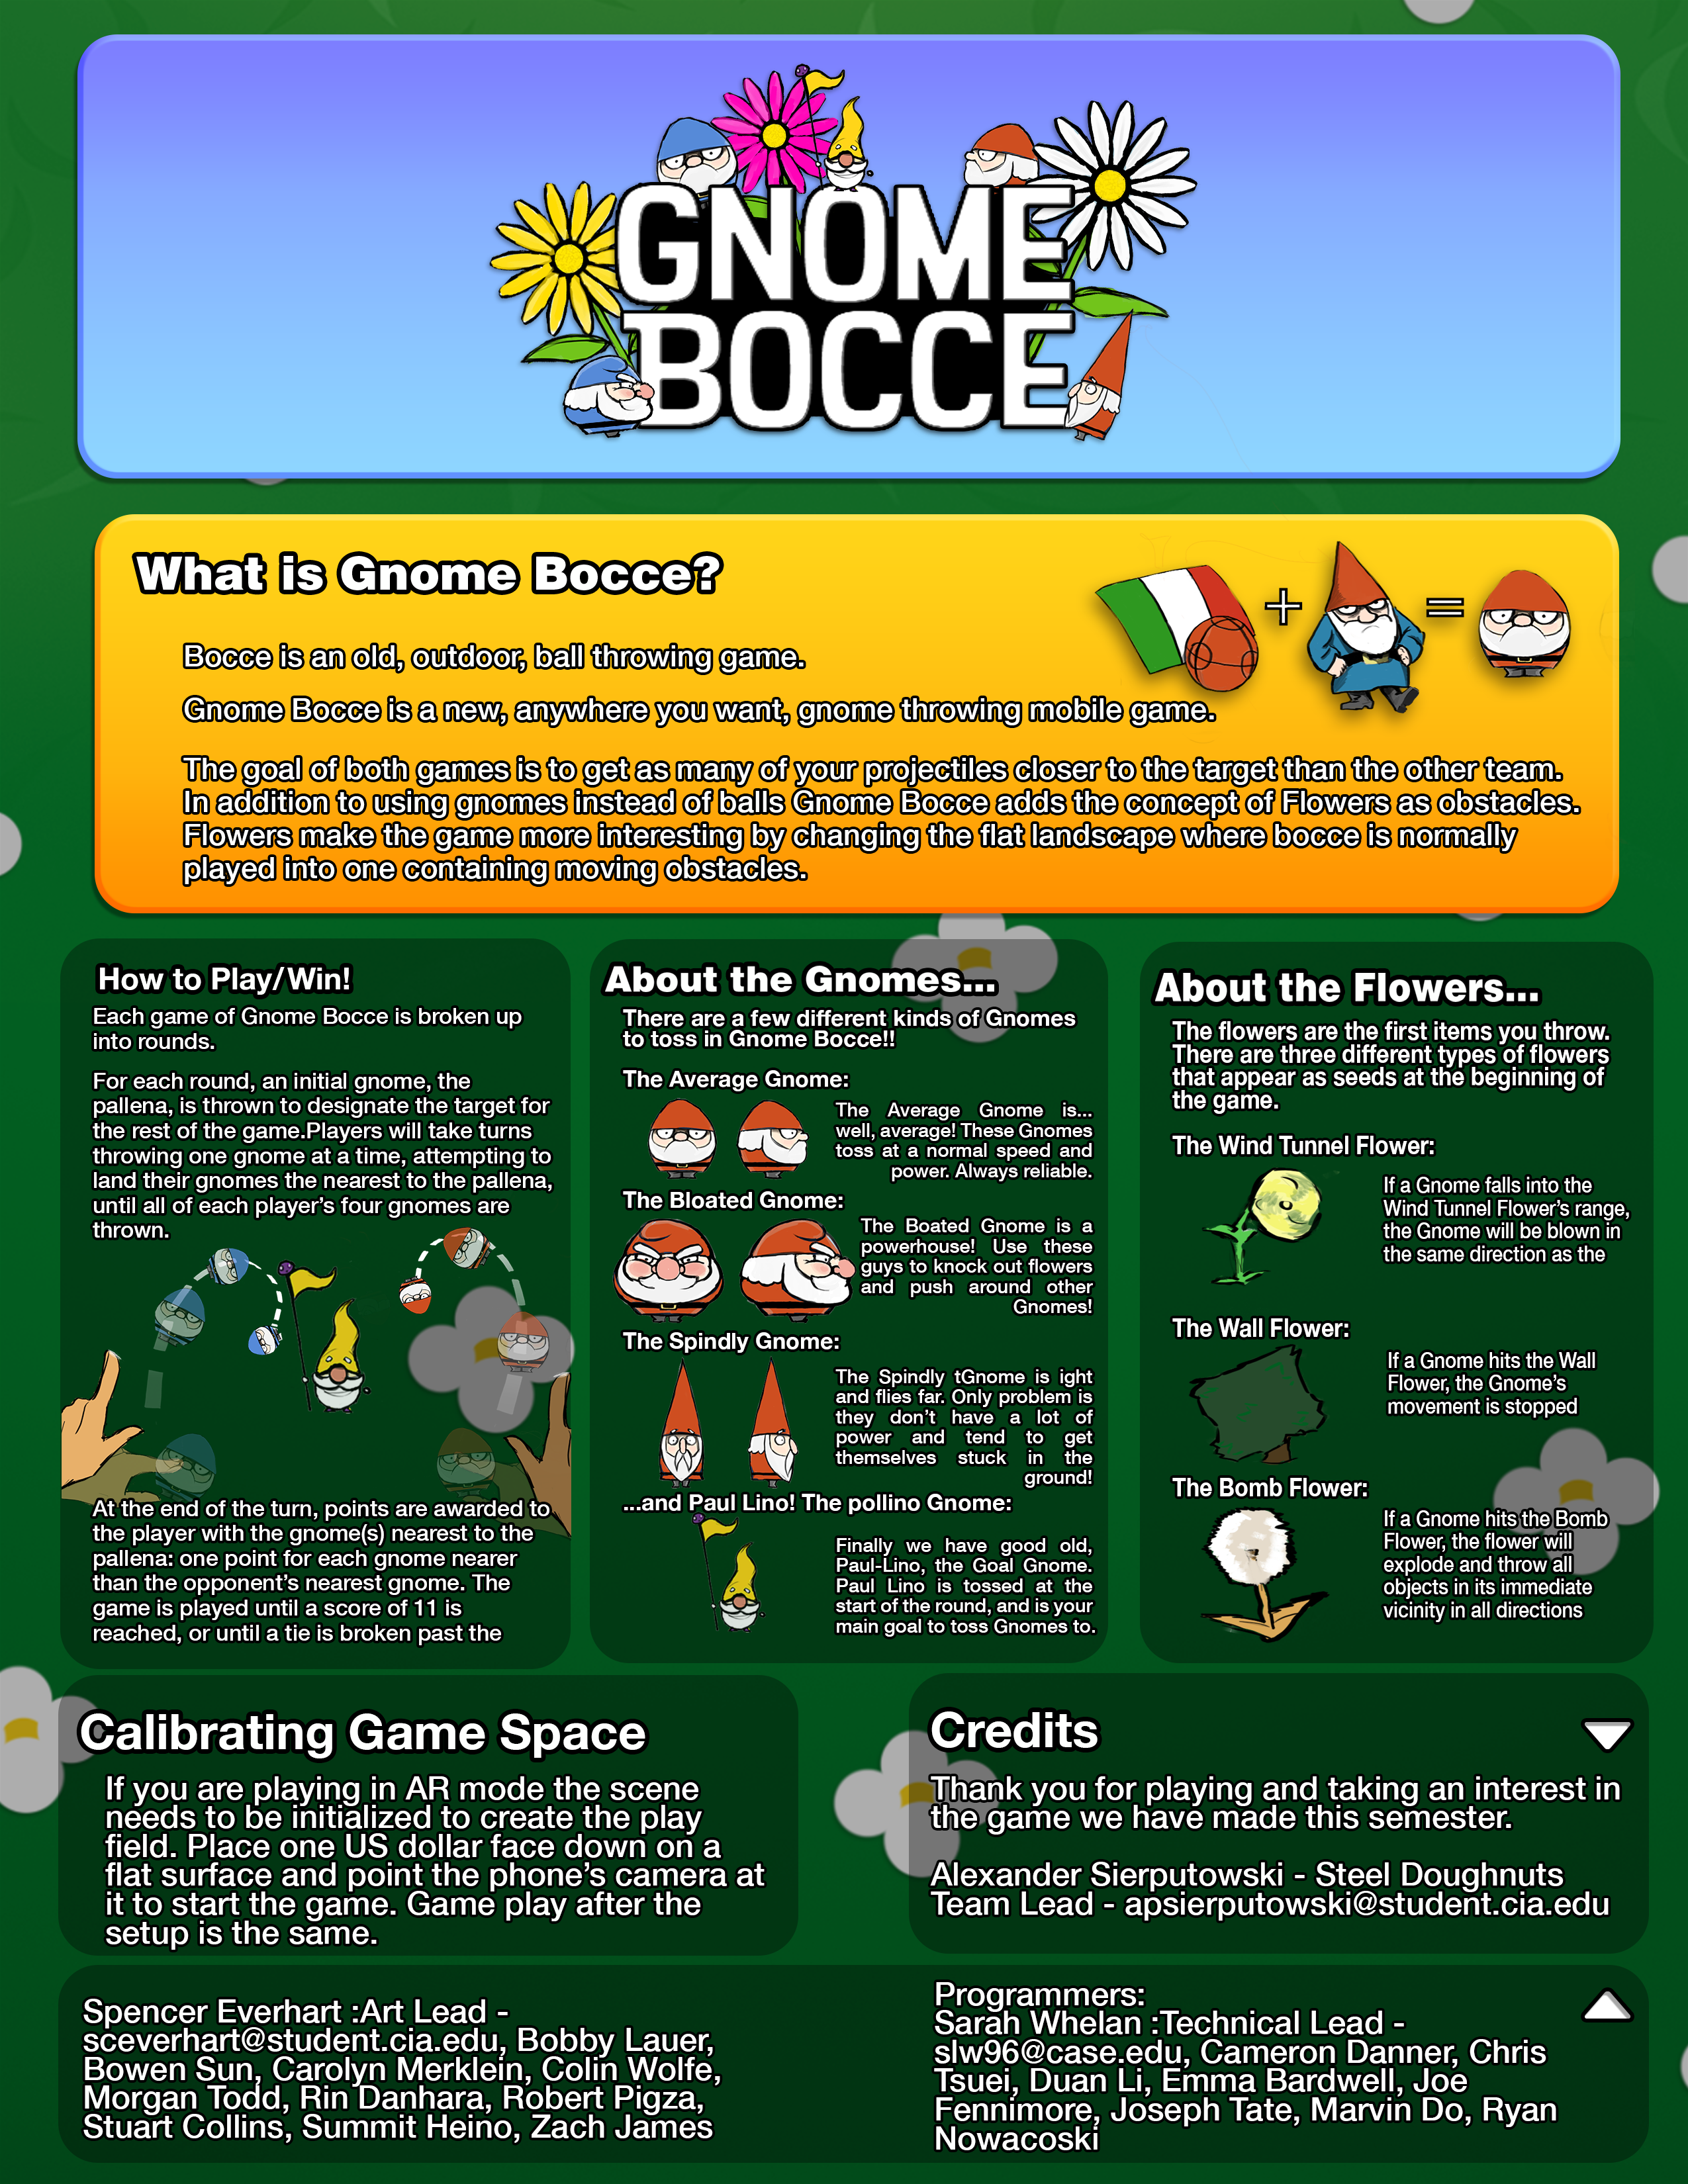 GNOME
BOCCE
What is Gnome Bocce?
+ =
Bocce is an old, outdoor, ball throwing game.
Gnome Bocce is a new, anywhere you want, gnome throwing mobile game.
The goal of both games is to get as many of your projectiles closer to the target than the other team.
In addition to using gnomes instead of balls Gnome Bocce adds the concept of Flowers as obstacles.
Flowers make the game more interesting by changing the flat landscape where bocce is normally
played into one containing moving obstacles.
How to Play/Win!
Each game of Gnome Bocce is broken up
into rounds.
For each round, an initial gnome, the
pallena, is thrown to designate the target for
the rest of the game.Players will take turns
throwing one gnome at a time, attempting to
land their gnomes the nearest to the pallena,
until all of each player's four gnomes are
thrown.
At the end of the turn, points are awarded to
the player with the gnome(s) nearest to the
pallena: one point for each gnome nearer
than the opponent's nearest gnome. The
game is played until a score of 11 is
reached, or until a tie is broken past the
About the Gnomes...
There are a few different kinds of Gnomes
to toss in Gnome Bocce!!
The Average Gnome:
The Average Gnome is...
well, average! These Gnomes
toss at a normal speed and
power. Always reliable.
The Bloated Gnome:
The Boated Gnome is a
powerhouse! Use these
guys to knock out flowers
and push around other
Gnomes!
The Spindly Gnome:
The Spindly tGnome is ight
and flies far. Only problem is
they don't have a lot of
power and tend to get
themselves stuck in the
ground!
...and Paul Lino! The pollino Gnome:
Finally we have good old,
Paul-Lino, the Goal Gnome.
Paul Lino is tossed at the
start of the round, and is your
main goal to toss Gnomes to.
About the Flowers...
The flowers are the first items you throw.
There are three different types of flowers
that appear as seeds at the beginning of
the game.
The Wind Tunnel Flower:
If a Gnome falls into the
Wind Tunnel Flower's range,
the Gnome will be blown in
the same direction as the
The Wall Flower:
If a Gnome hits the Wall
Flower, the Gnome's
movement is stopped
The Bomb Flower:
If a Gnome hits the Bomb
Flower, the flower will
explode and throw all
objects in its immediate
vicinity in all directions
Calibrating Game Space
If you are playing in AR mode the scene
needs to be initialized to create the play
field. Place one US dollar face down on a
flat surface and point the phone's camera at
it to start the game. Game play after the
setup is the same.
Credits
Thank you for playing and taking an interest in
the game we have made this semester.
Alexander Sierputowski - Steel Doughnuts
Team Lead - apsierputowski@student.cia.edu
Spencer Everhart :Art Lead -
sceverhart@student.cia.edu, Bobby Lauer,
Bowen Sun, Carolyn Merklein, Colin Wolfe,
Morgan Todd, Rin Danhara, Robert Pigza,
Stuart Collins, Summit Heino, Zach James
Programmers:
Sarah Whelan :Technical Lead -
slw96@case.edu, Cameron Danner, Chris
Tsuei, Duan Li, Emma Bardwell, Joe
Fennimore, Joseph Tate, Marvin Do, Ryan
Nowacoski